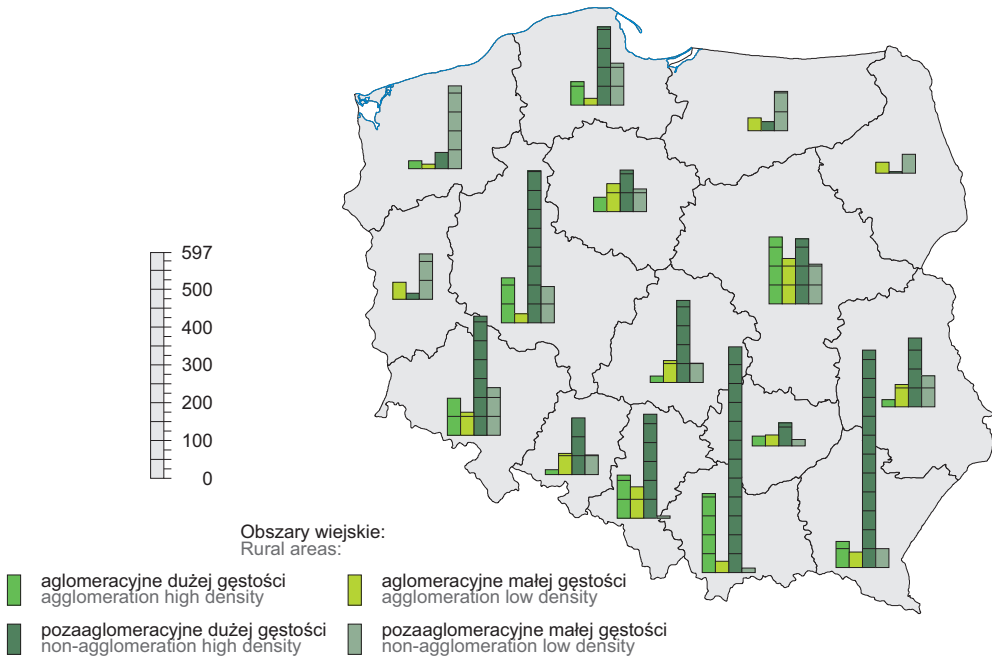 597
500
400
300
200
100
0
Obszary wiejskie:
Rural areas:
aglomeracyjne dużej gęstości
agglomeration high density
aglomeracyjne małej gęstości
agglomeration low density
pozaaglomeracyjne dużej gęstości
non-agglomeration high density
pozaaglomeracyjne małej gęstości
non-agglomeration low density